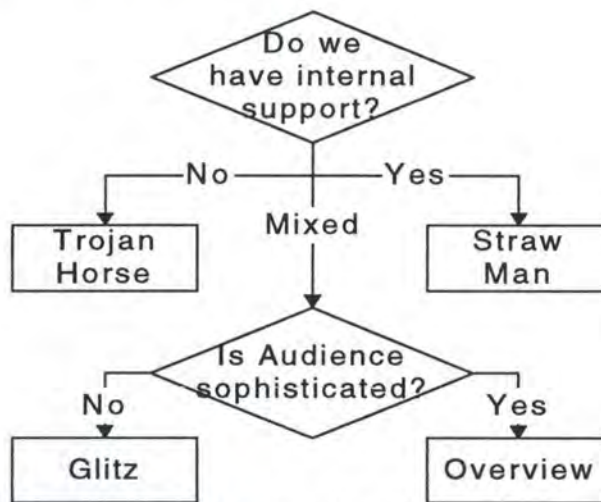 Do we
have internal
support?
No
Yes
Mixed
Trojan
Horse
Straw
Man
Is Audience
sophisticated?
No
Yes
Glitz
Overview